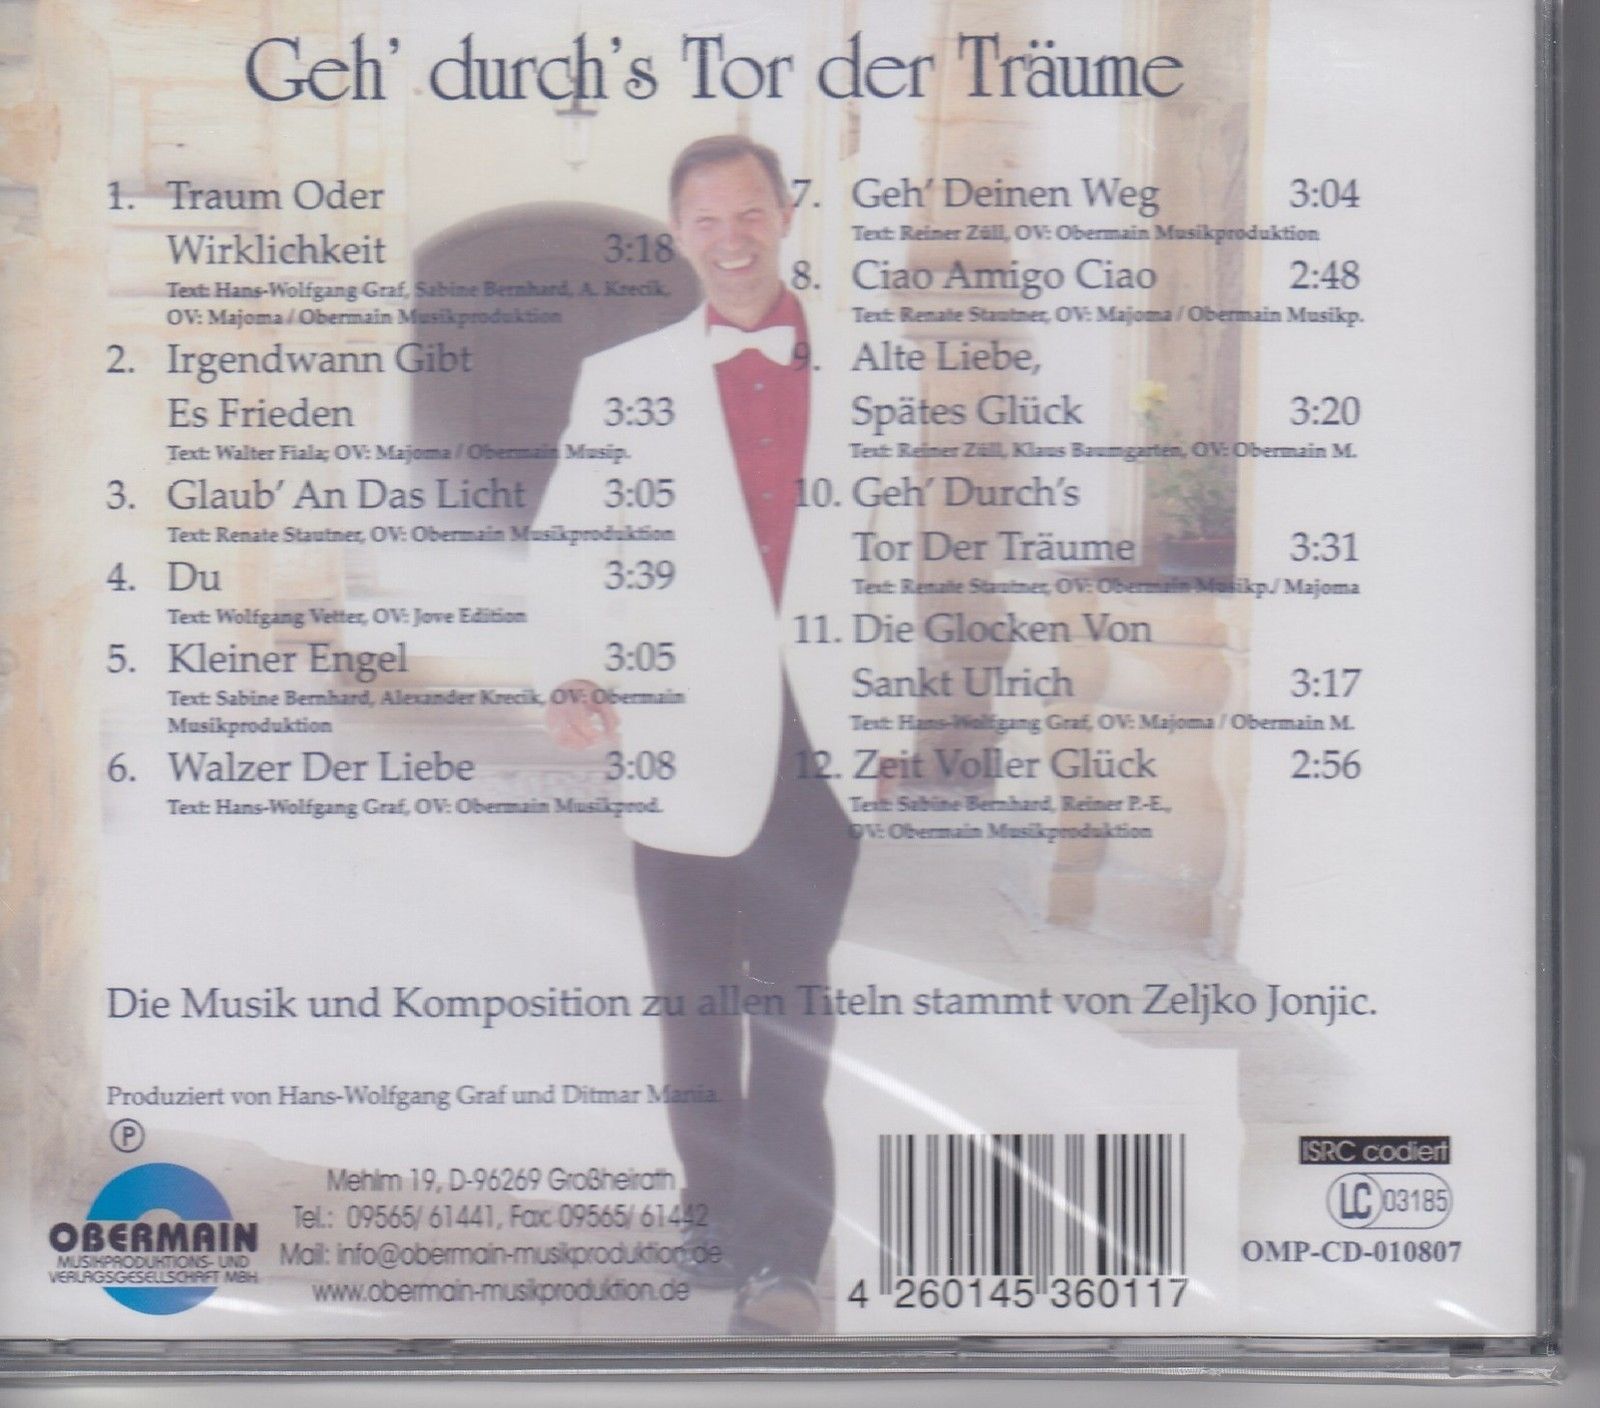 Geh' durch's Tor der Träume
1. Traum Oder
Wirklichkeit 3:18
Text: Hans-Wolfgang Graf, Sabine Bernhard, A. Krecik,
OV: Majoma / Obermain Musikproduktion
2. Irgendwann Gibt
Es Frieden 3:33
Text: Walter Fiala; OV: Majoma / Obermain Musip.
3. Glaub' An Das Licht 3:05
Text: Renate Stautner, OV: Obermain Musikproduktion
4. Du 3:39
Text: Wolfgang Vetter, OV: Jove Edition
5. Kleiner Engel 3:05
Text: Sabine Bernhard, Alexander Krecik, OV: Obermain
Musikproduktion
6. Walzer Der Liebe 3:08
Text: Hans-Wolfgang Graf, OV: Obermain Musikprod.
7. Geh' Deinen Weg 3:04
Text: Reiner Züll, OV: Obermain Musikproduktion
8. Ciao Amigo Ciao 2:48
Text: Renate Stautner, OV: Majoma / Obermain Musikp.
9. Alte Liebe,
Spätes Glück 3:20
Text: Reiner Züll, Klaus Baumgarten, OV: Obermain M.
10. Geh' Durch's
Tor Der Träume 3:31
Text: Renate Stautner, OV: Obermain Musikp./ Majoma
11. Die Glocken Von
Sankt Ulrich 3:17
Text: Hans-Wolfgang Graf, OV: Majoma / Obermain M.
12. Zeit Voller Glück 2:56
Text: Sabine Bernhard, Reiner P.-E.,
OV: Obermain Musikproduktion
Die Musik und Komposition zu allen Titeln stammt von Zeljko Jonjic.
Produziert von Hans-Wolfgang Graf und Ditmar Mania.
℗
OBERMAIN
MUSIKPRODUKTIONS- UND
VERLAGSGESELLSCHAFT MBH
Mehlm 19, D-96269 Großheirath
Tel.: 09565/ 61441, Fax: 09565/ 61442
Mail: info@obermain-musikproduktion.de
www.obermain-musikproduktion.de
4 260145 360117
ISRC codiert
LC 03185
OMP-CD-010807